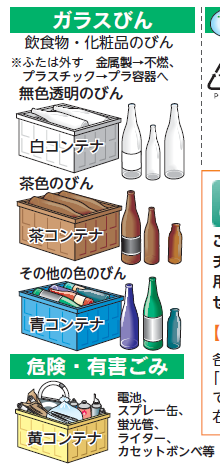 ガラスびん
飲食物・化粧品のびん
※ふたは外す　金属製→不燃、
プラスチック→プラ容器へ
無色透明のびん
白コンテナ
茶色のびん
茶コンテナ
その他の色のびん
青コンテナ
危険・有害ごみ
電池、
スプレー缶、
蛍光管、
ライター、
カセットボンベ等
黄コンテナ